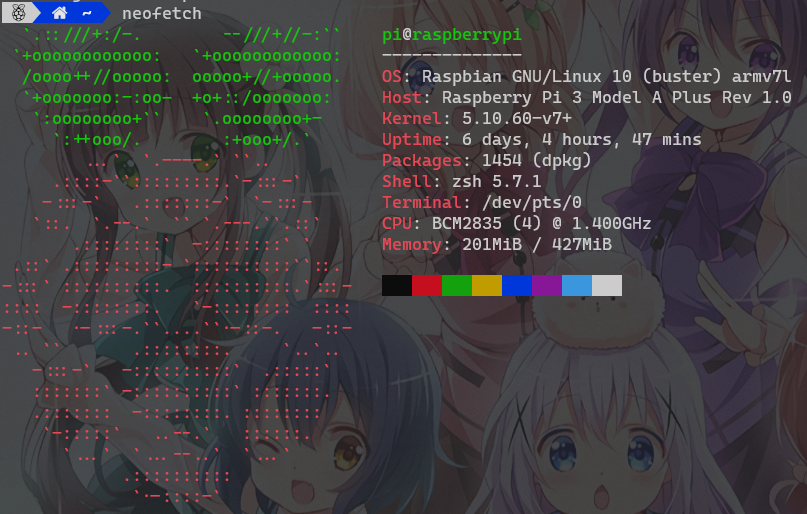 ~ neofetch
pi@raspberrypi
--------------
OS: Raspbian GNU/Linux 10 (buster) armv7l
Host: Raspberry Pi 3 Model A Plus Rev 1.0
Kernel: 5.10.60-v7+
Uptime: 6 days, 4 hours, 47 mins
Packages: 1454 (dpkg)
Shell: zsh 5.7.1
Terminal: /dev/pts/0
CPU: BCM2835 (4) @ 1.400GHz
Memory: 201MiB / 427MiB